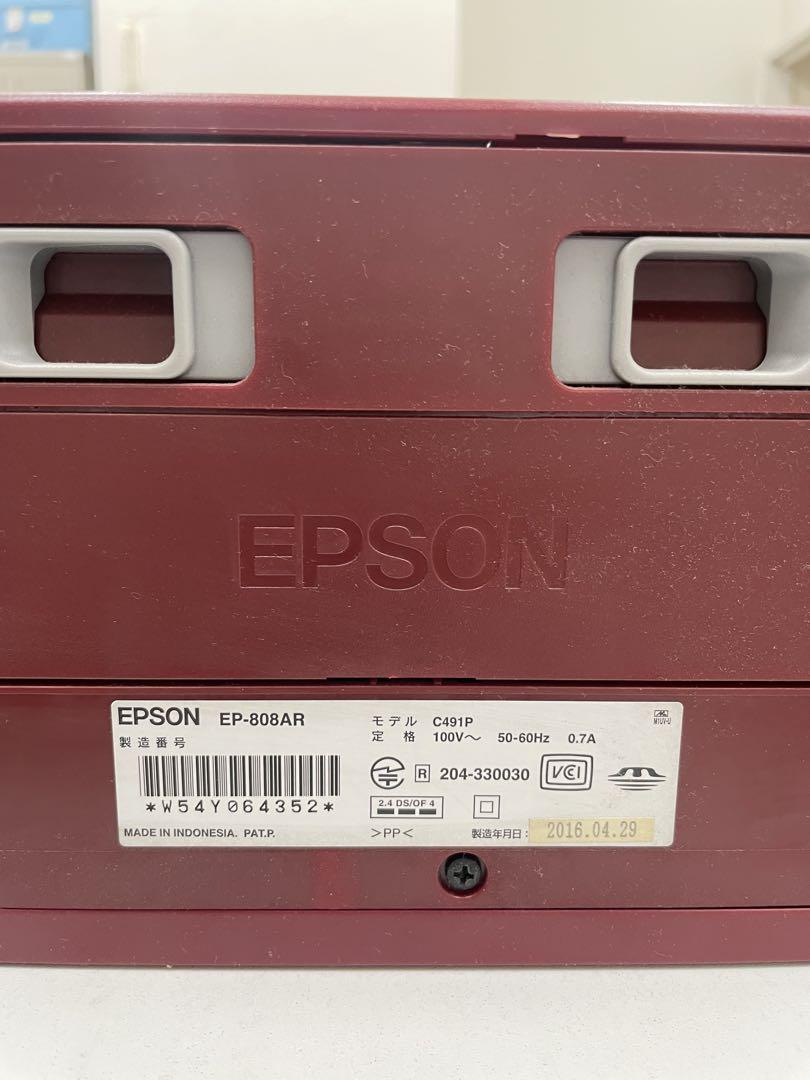 EPSON
EPSON EP-808AR モデル C491P
製造番号 定格 100V～ 50-60Hz 0.7A
*W54Y064352*
R 204-330030 VCI
2.4 DS/OF 4
MADE IN INDONESIA. PAT.P. >PP< 製造年月日: 2016.04.29